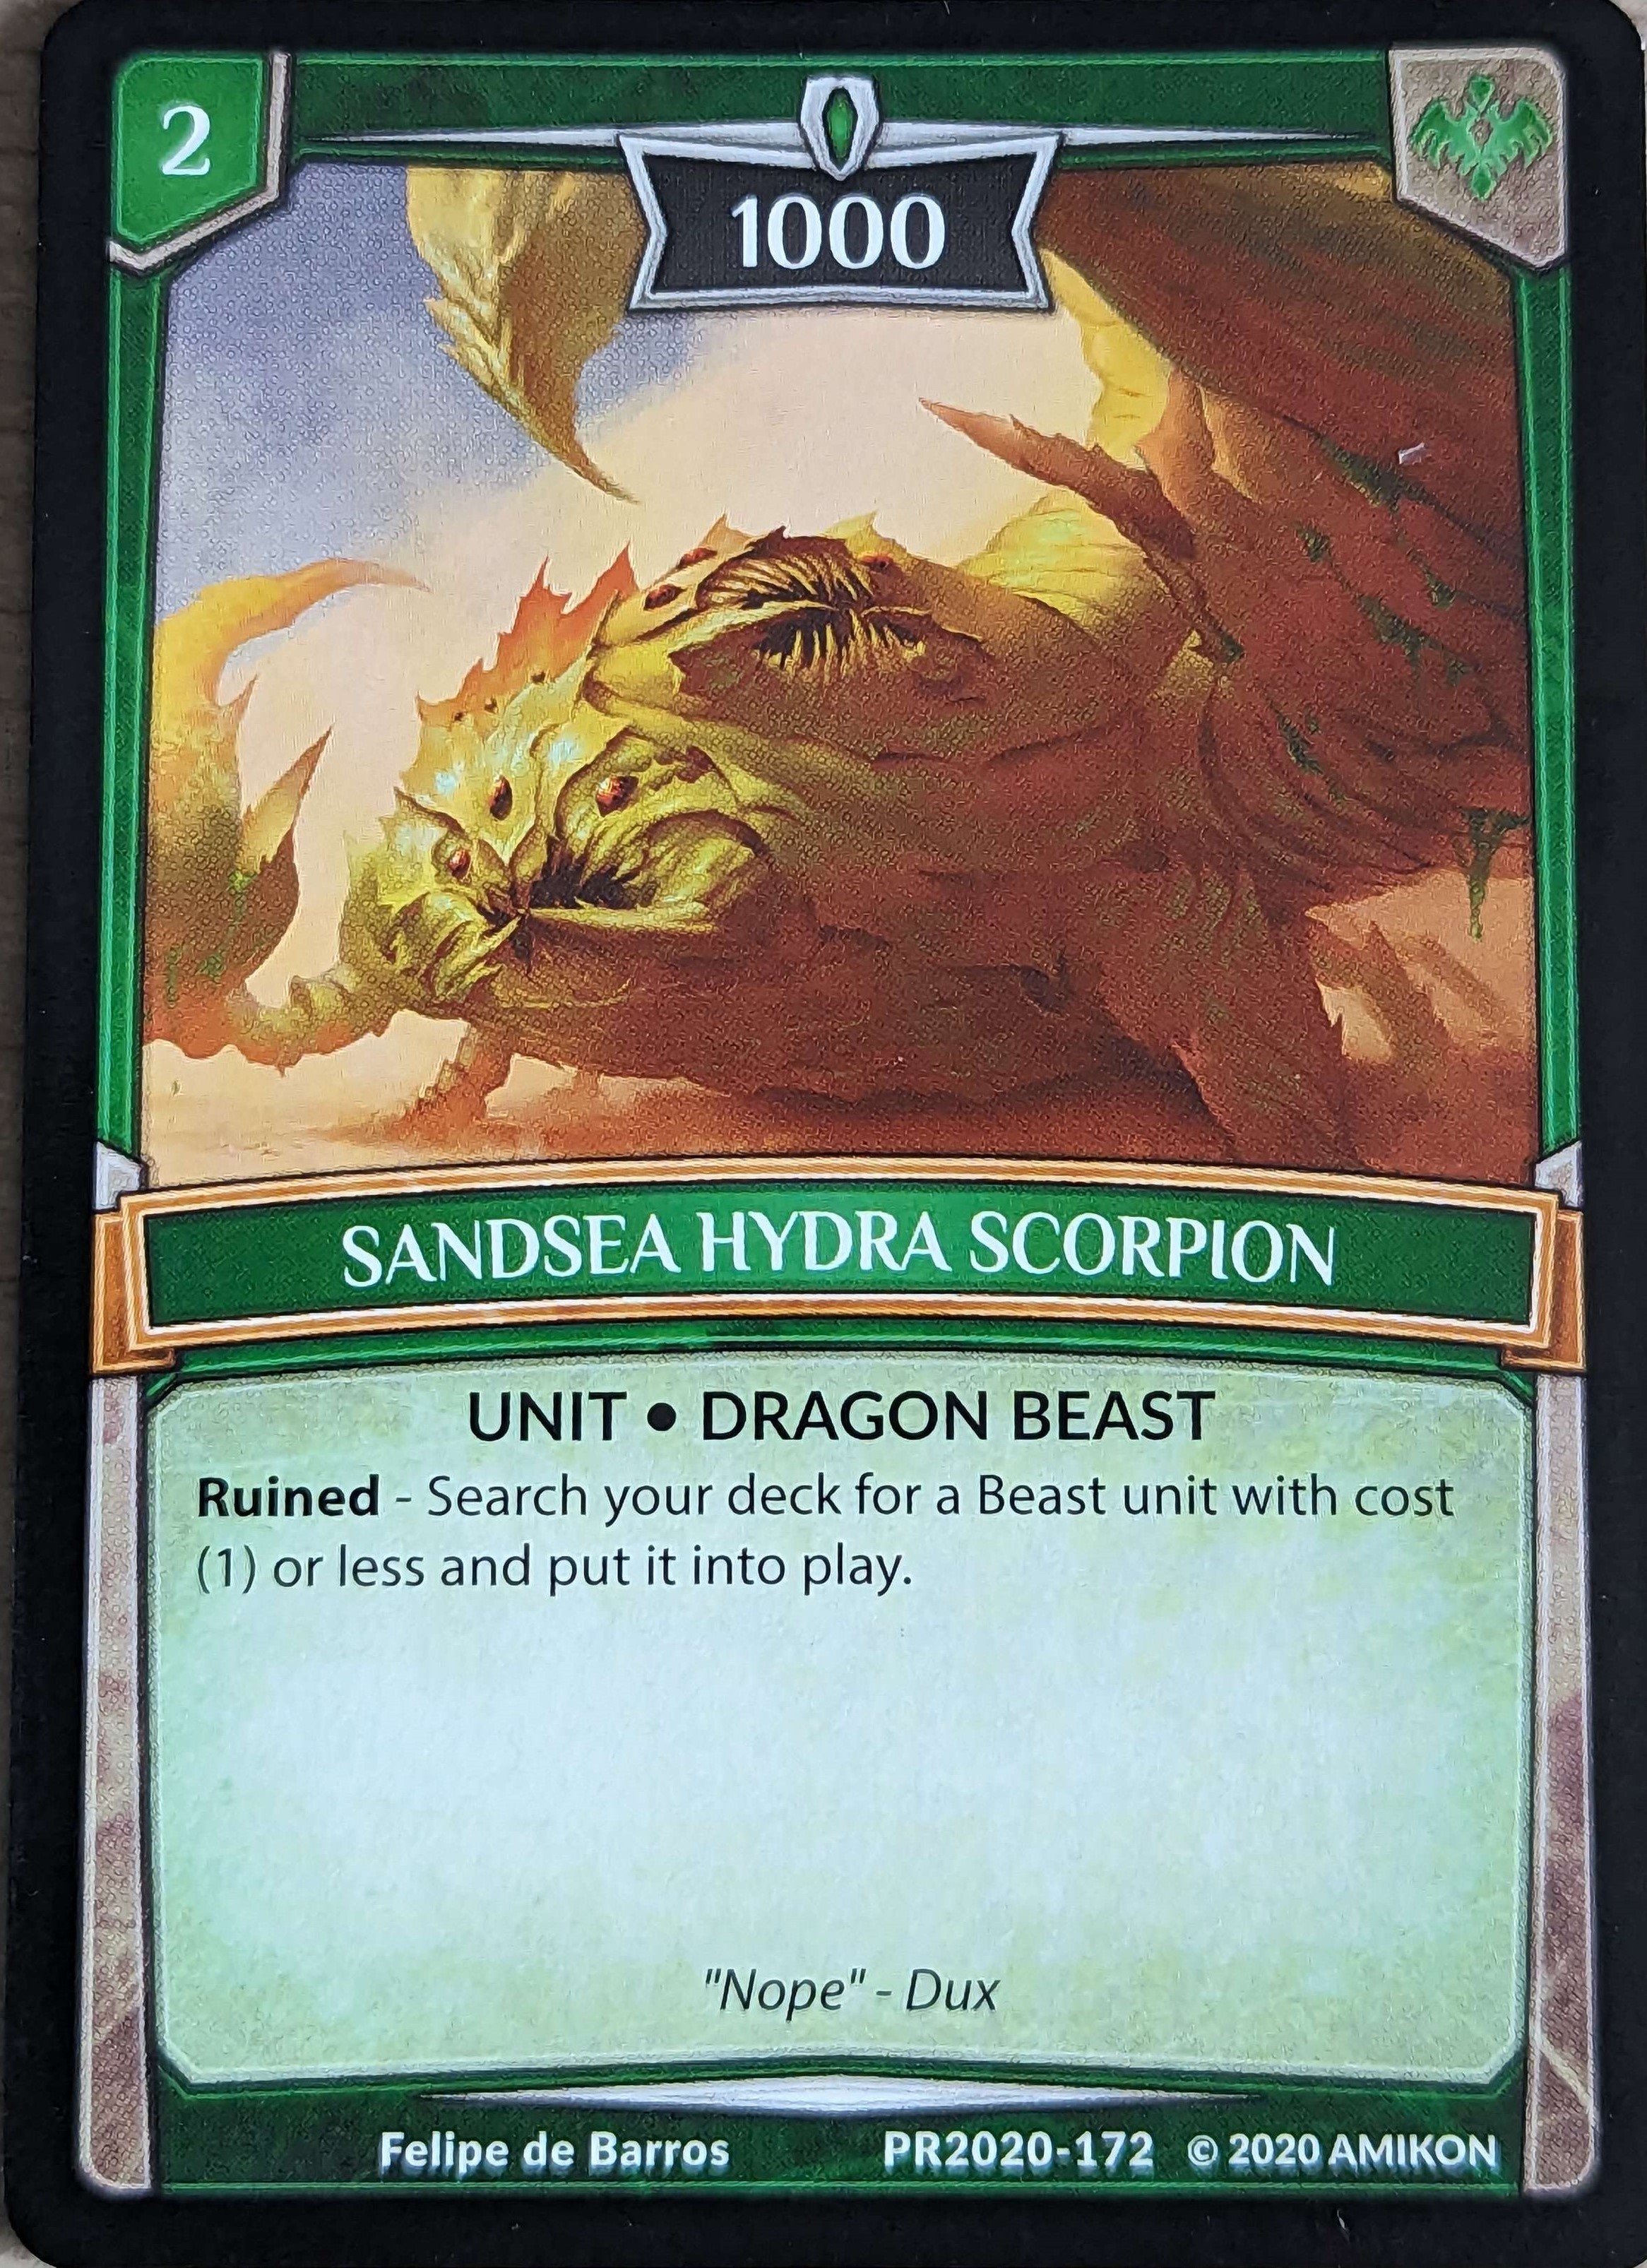 2
1000
SANDSEA HYDRA SCORPION
UNIT • DRAGON BEAST
Ruined - Search your deck for a Beast unit with cost
(1) or less and put it into play.
"Nope" - Dux
Felipe de Barros PR2020-172 © 2020 AMIKON